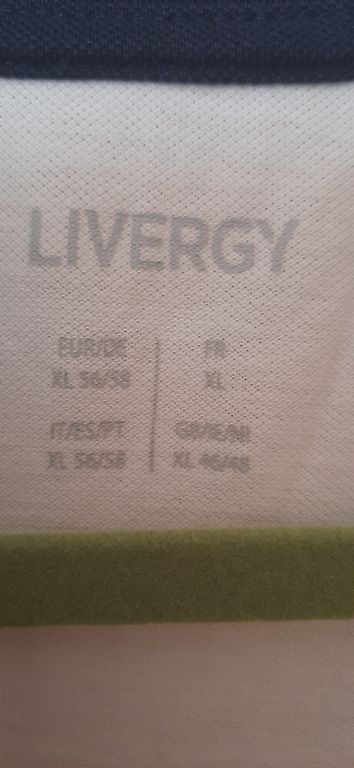 LIVERGY
EUR/DE FR
XL 56/58 XL
IT/ES/PT GB/IE/NI
XL 56/58 XL 46/48